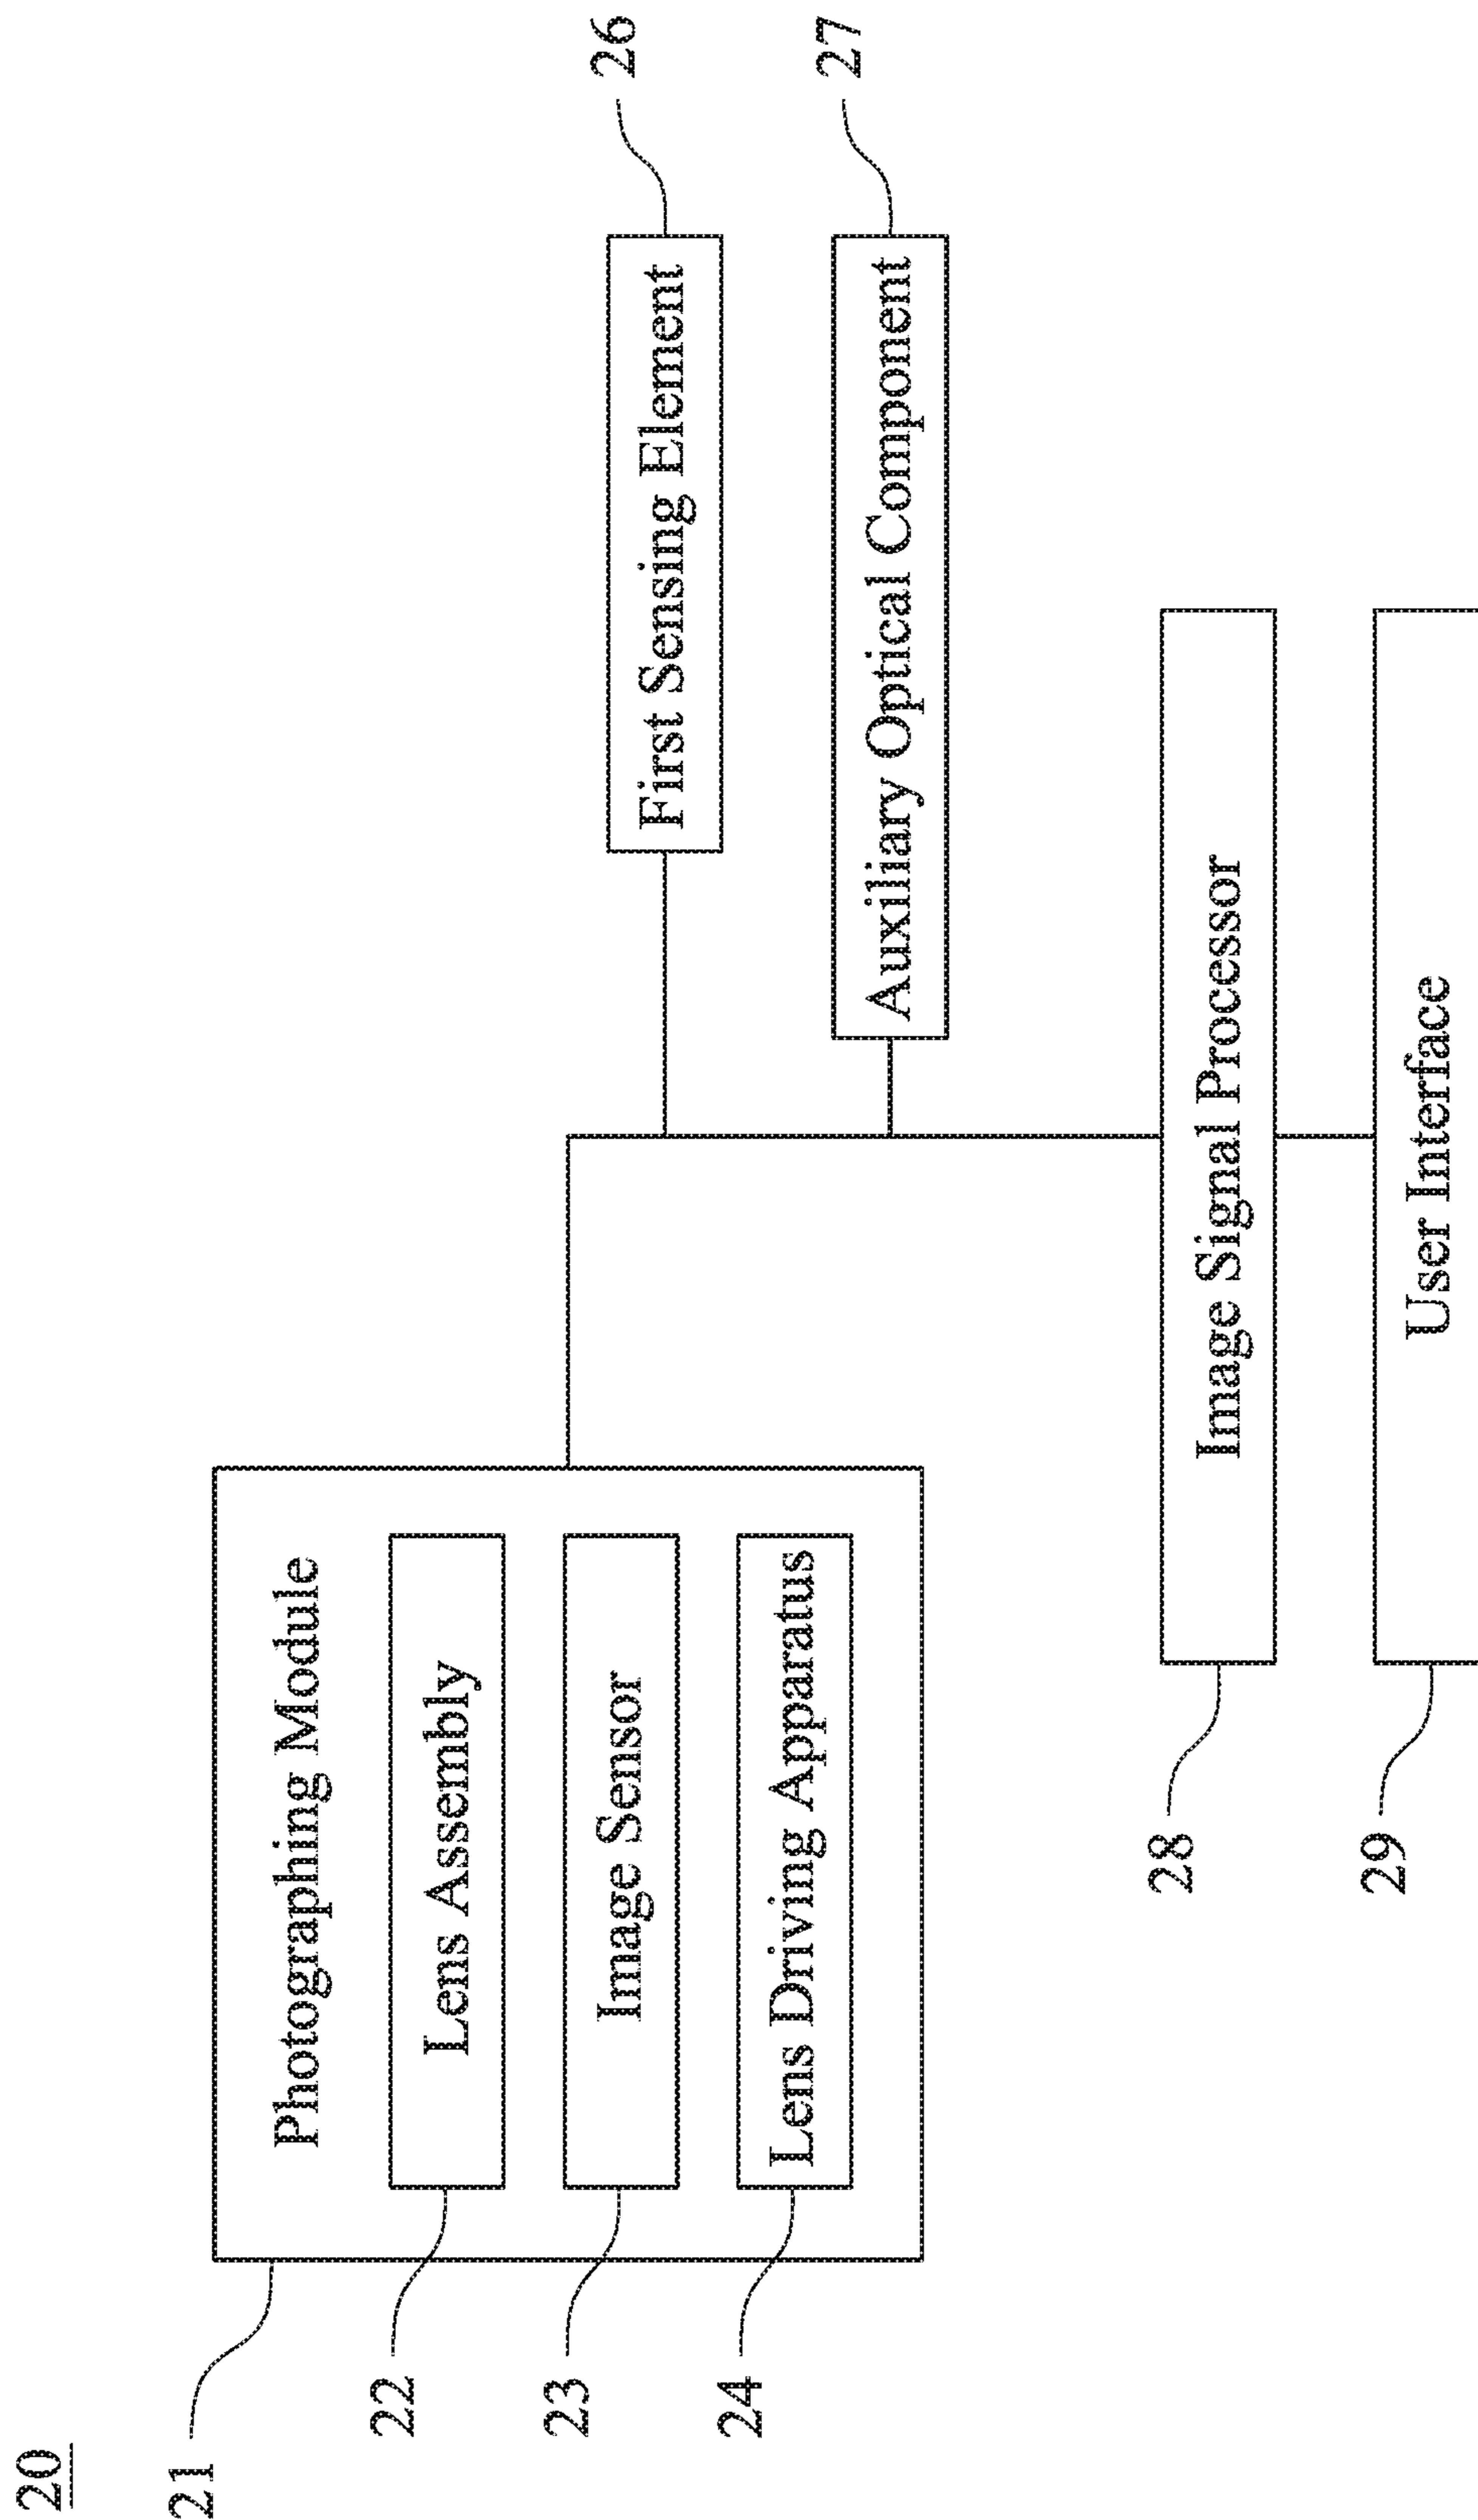 20
21
Photographing Module
22
Lens Assembly
23
Image Sensor
24
Lens Driving Apparatus
First Sensing Element
26
Auxiliary Optical Component
27
28
Image Signal Processor
29
User Interface